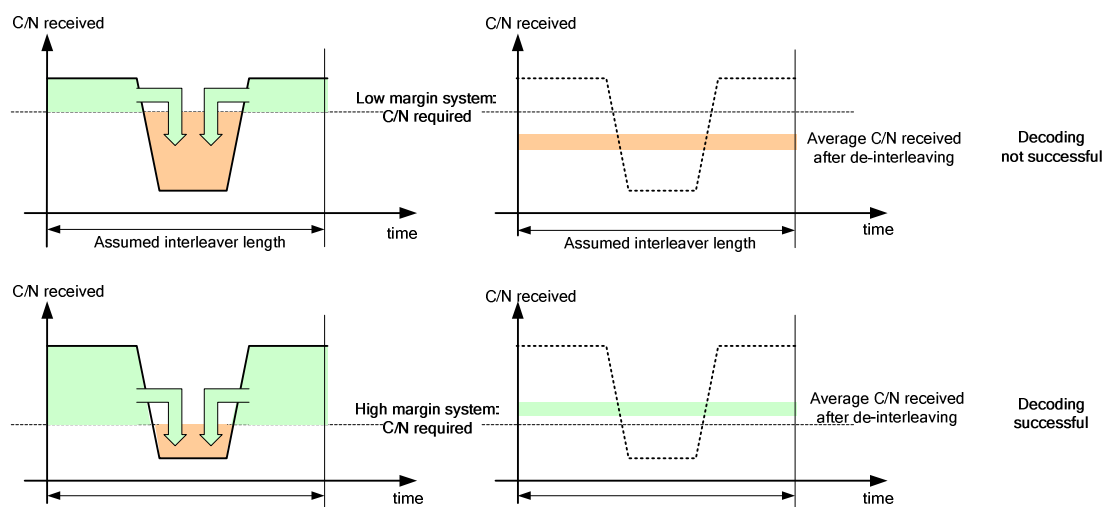 C/N received
C/N received
Low margin system:
C/N required
Average C/N received
after de-interleaving
Decoding
not successful
time
time
Assumed interleaver length
Assumed interleaver length
C/N received
C/N received
High margin system:
C/N required
Average C/N received
after de-interleaving
Decoding
successful
time
time